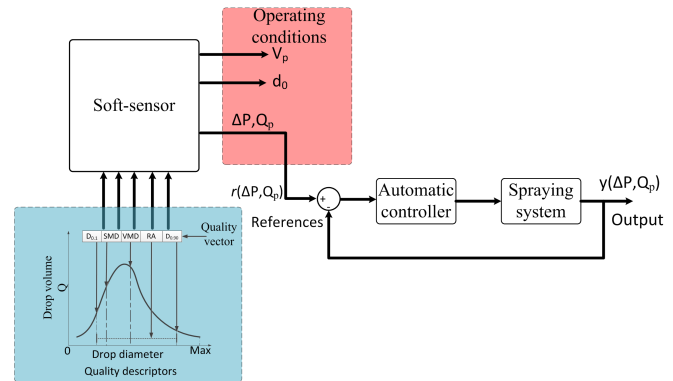 Operating
conditions
Vp
d0
ΔP,Qp
Soft-sensor
r(ΔP,Qp)
+
-
References
Automatic
controller
Spraying
system
y(ΔP,Qp)
Output
D0.1 SMD VMD RA D0.90
Quality
vector
Drop volume
Q
0
Max
Drop diameter
Quality descriptors